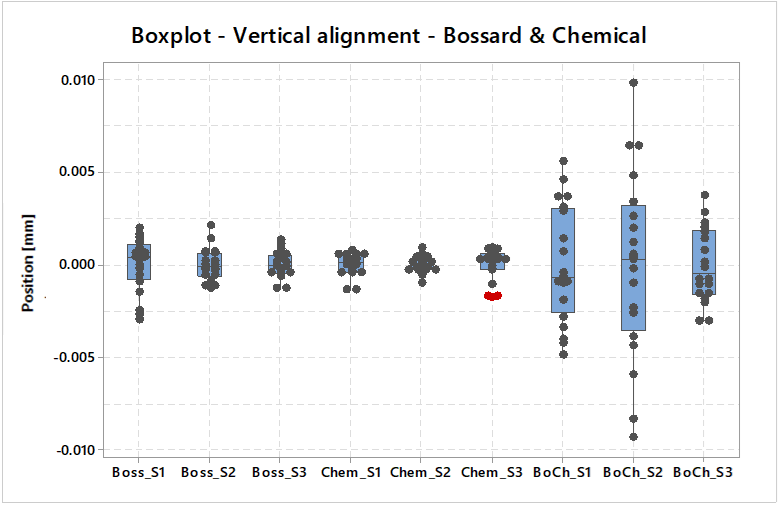 Boxplot - Vertical alignment - Bossard & Chemical
0.010
0.005
0.000
-0.005
-0.010
Position [mm]
Boss_S1 Boss_S2 Boss_S3 Chem_S1 Chem_S2 Chem_S3 BoCh_S1 BoCh_S2 BoCh_S3